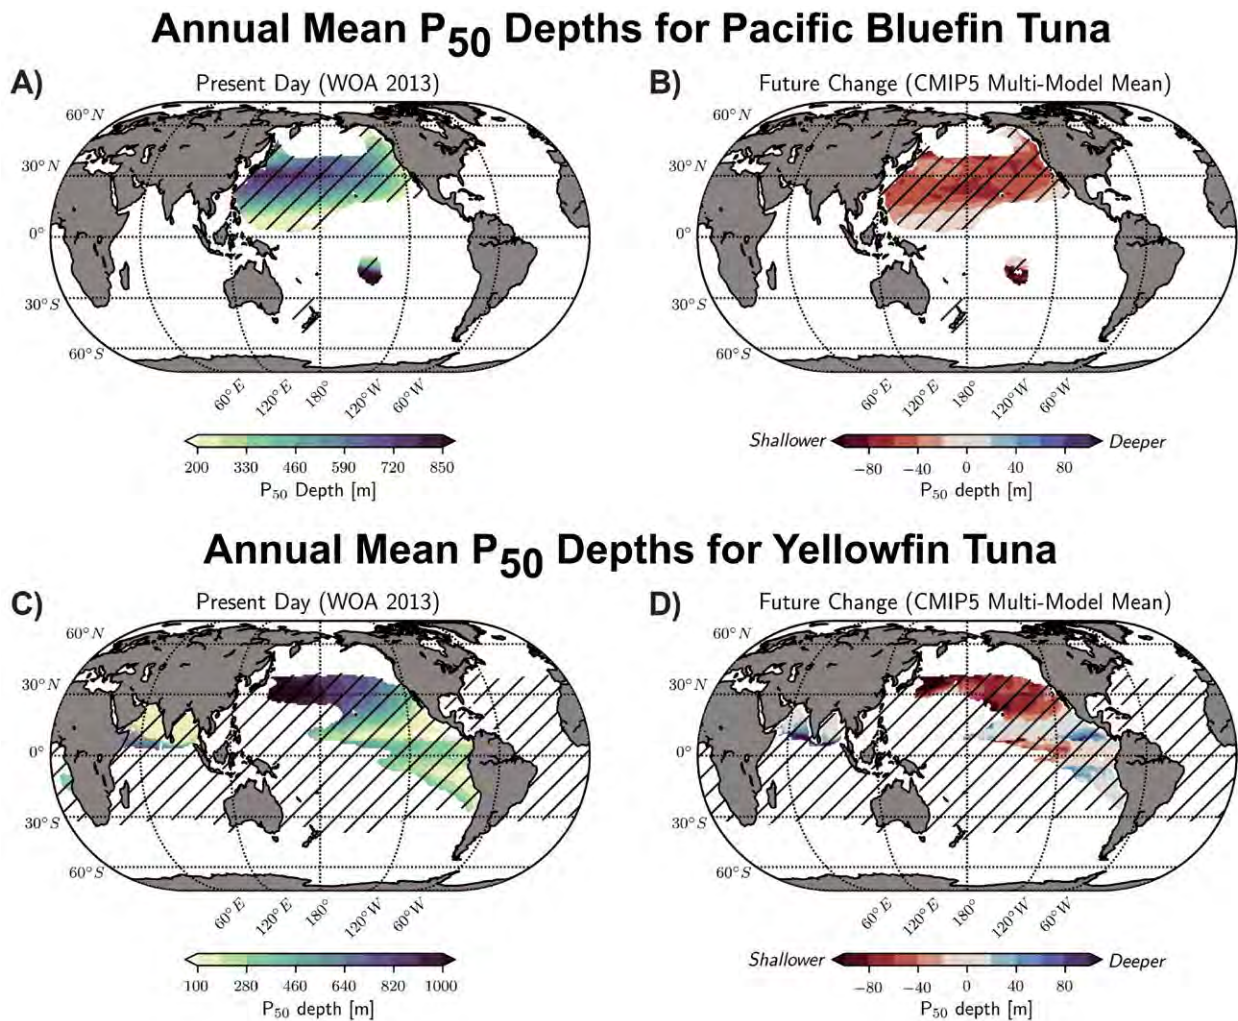 Annual Mean P50 Depths for Pacific Bluefin Tuna
A) Present Day (WOA 2013)
60°N
30°N
0°
30°S
60°S
60°E 120°E 180° 120°W 60°W
200 330 460 590 720 850
P50 Depth [m]
B) Future Change (CMIP5 Multi-Model Mean)
60°N
30°N
0°
30°S
60°S
60°E 120°E 180° 120°W 60°W
Shallower Deeper
−80 −40 0 40 80
P50 depth [m]
Annual Mean P50 Depths for Yellowfin Tuna
C) Present Day (WOA 2013)
60°N
30°N
0°
30°S
60°S
60°E 120°E 180° 120°W 60°W
100 280 460 640 820 1000
P50 depth [m]
D) Future Change (CMIP5 Multi-Model Mean)
60°N
30°N
0°
30°S
60°S
60°E 120°E 180° 120°W 60°W
Shallower Deeper
−80 −40 0 40 80
P50 depth [m]